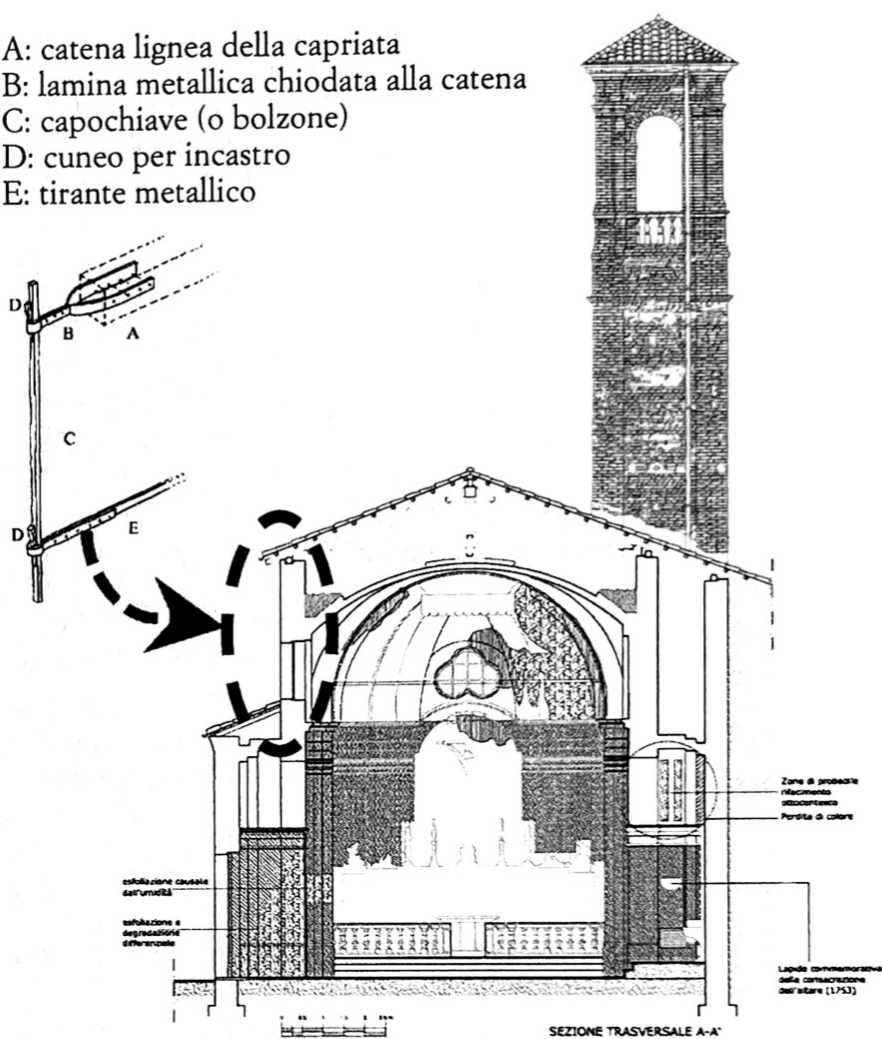 A: catena lignea della capriata
B: lamina metallica chiodata alla catena
C: capochiave (o bolzone)
D: cuneo per incastro
E: tirante metallico
D
B
A
C
D
E
Zone di probabile
rifacimento
ottocentesco
Perdita di colore
esfoliazione causale
dall'umidità
esfoliazione e
degradazione
differenziale
Lapide commemorativa
della consacrazione
dell'altare (1753)
SEZIONE TRASVERSALE A-A'